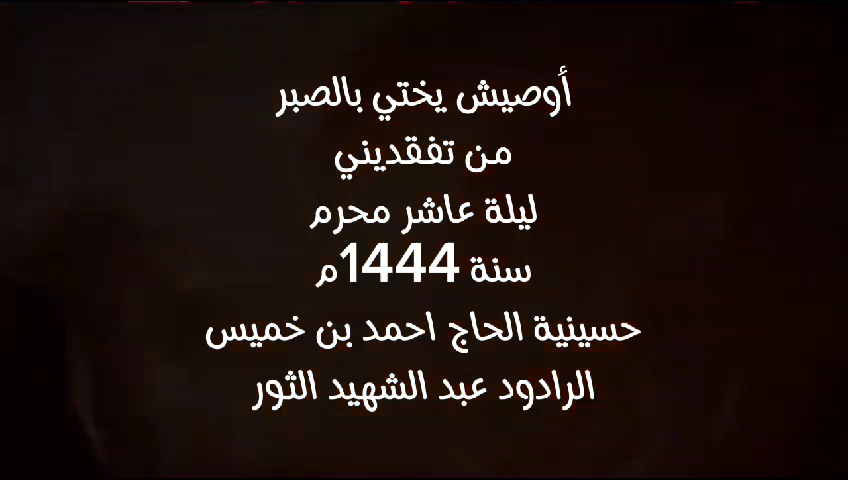 أوصيش يختي بالصبر
من تفقديني
ليلة عاشر محرم
سنة 1444م
حسينية الحاج احمد بن خميس
الرادود عبد الشهيد الثور